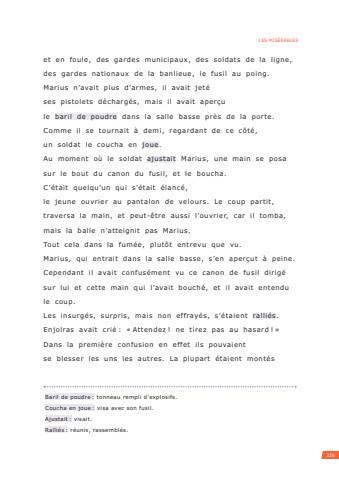 LES MISÉRABLES
et en foule, des gardes municipaux, des soldats de la ligne,
des gardes nationaux de la banlieue, le fusil au poing.
Marius n’avait plus d’armes, il avait jeté
ses pistolets déchargés, mais il avait aperçu
le baril de poudre dans la salle basse près de la porte.
Comme il se tournait à demi, regardant de ce côté,
un soldat le coucha en joue.
Au moment où le soldat ajustait Marius, une main se posa
sur le bout du canon du fusil, et le boucha.
C’était quelqu’un qui s’était élancé,
le jeune ouvrier au pantalon de velours. Le coup partit,
traversa la main, et peut-être aussi l’ouvrier, car il tomba,
mais la balle n’atteignit pas Marius.
Tout cela dans la fumée, plutôt entrevu que vu.
Marius, qui entrait dans la salle basse, s’en aperçut à peine.
Cependant il avait confusément vu ce canon de fusil dirigé
sur lui et cette main qui l’avait bouché, et il avait entendu
le coup.
Les insurgés, surpris, mais non effrayés, s’étaient ralliés.
Enjolras avait crié : « Attendez ! ne tirez pas au hasard ! »
Dans la première confusion en effet ils pouvaient
se blesser les uns les autres. La plupart étaient montés
Baril de poudre : tonneau rempli d’explosifs.
Coucha en joue : visa avec son fusil.
Ajustait : visait.
Ralliés : réunis, rassemblés.
225